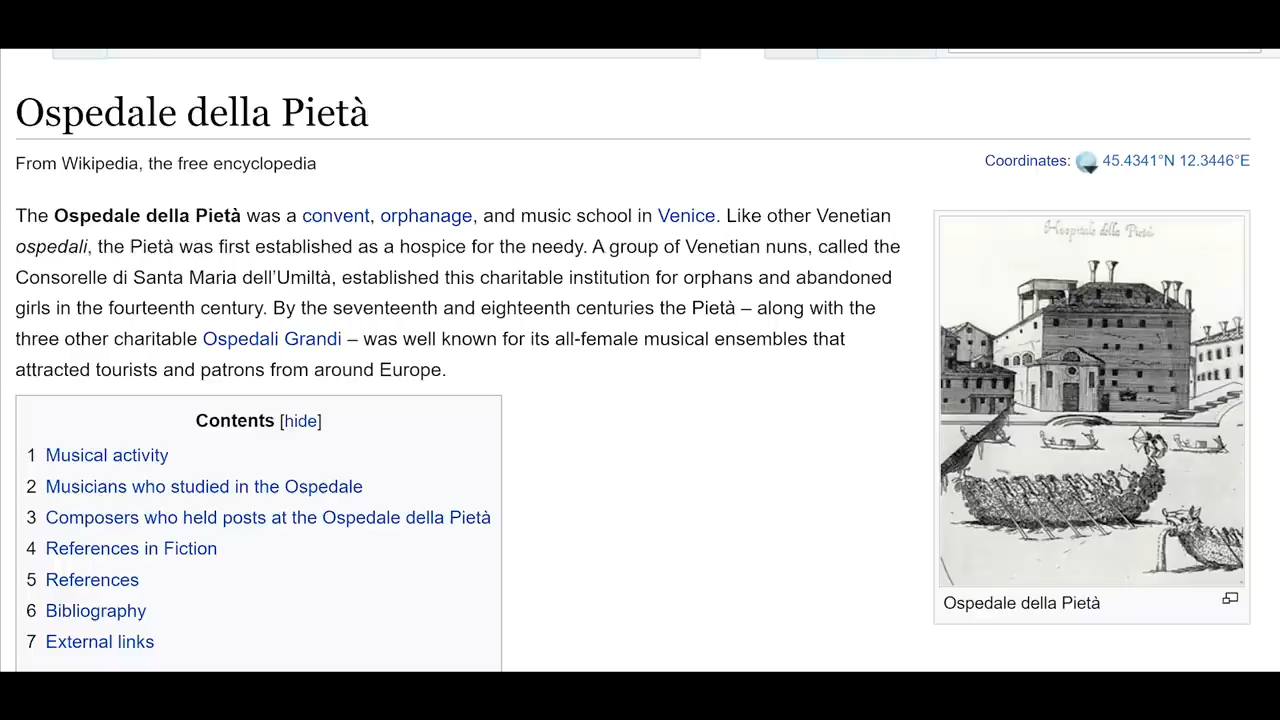 Ospedale della Pietà
From Wikipedia, the free encyclopedia
Coordinates: 45.4341°N 12.3446°E
The Ospedale della Pietà was a convent, orphanage, and music school in Venice. Like other Venetian
ospedali, the Pietà was first established as a hospice for the needy. A group of Venetian nuns, called the
Consorelle di Santa Maria dell’Umiltà, established this charitable institution for orphans and abandoned
girls in the fourteenth century. By the seventeenth and eighteenth centuries the Pietà – along with the
three other charitable Ospedali Grandi – was well known for its all-female musical ensembles that
attracted tourists and patrons from around Europe.
Contents [hide]
1 Musical activity
2 Musicians who studied in the Ospedale
3 Composers who held posts at the Ospedale della Pietà
4 References in Fiction
5 References
6 Bibliography
7 External links
Hospitale della Pietà
Ospedale della Pietà